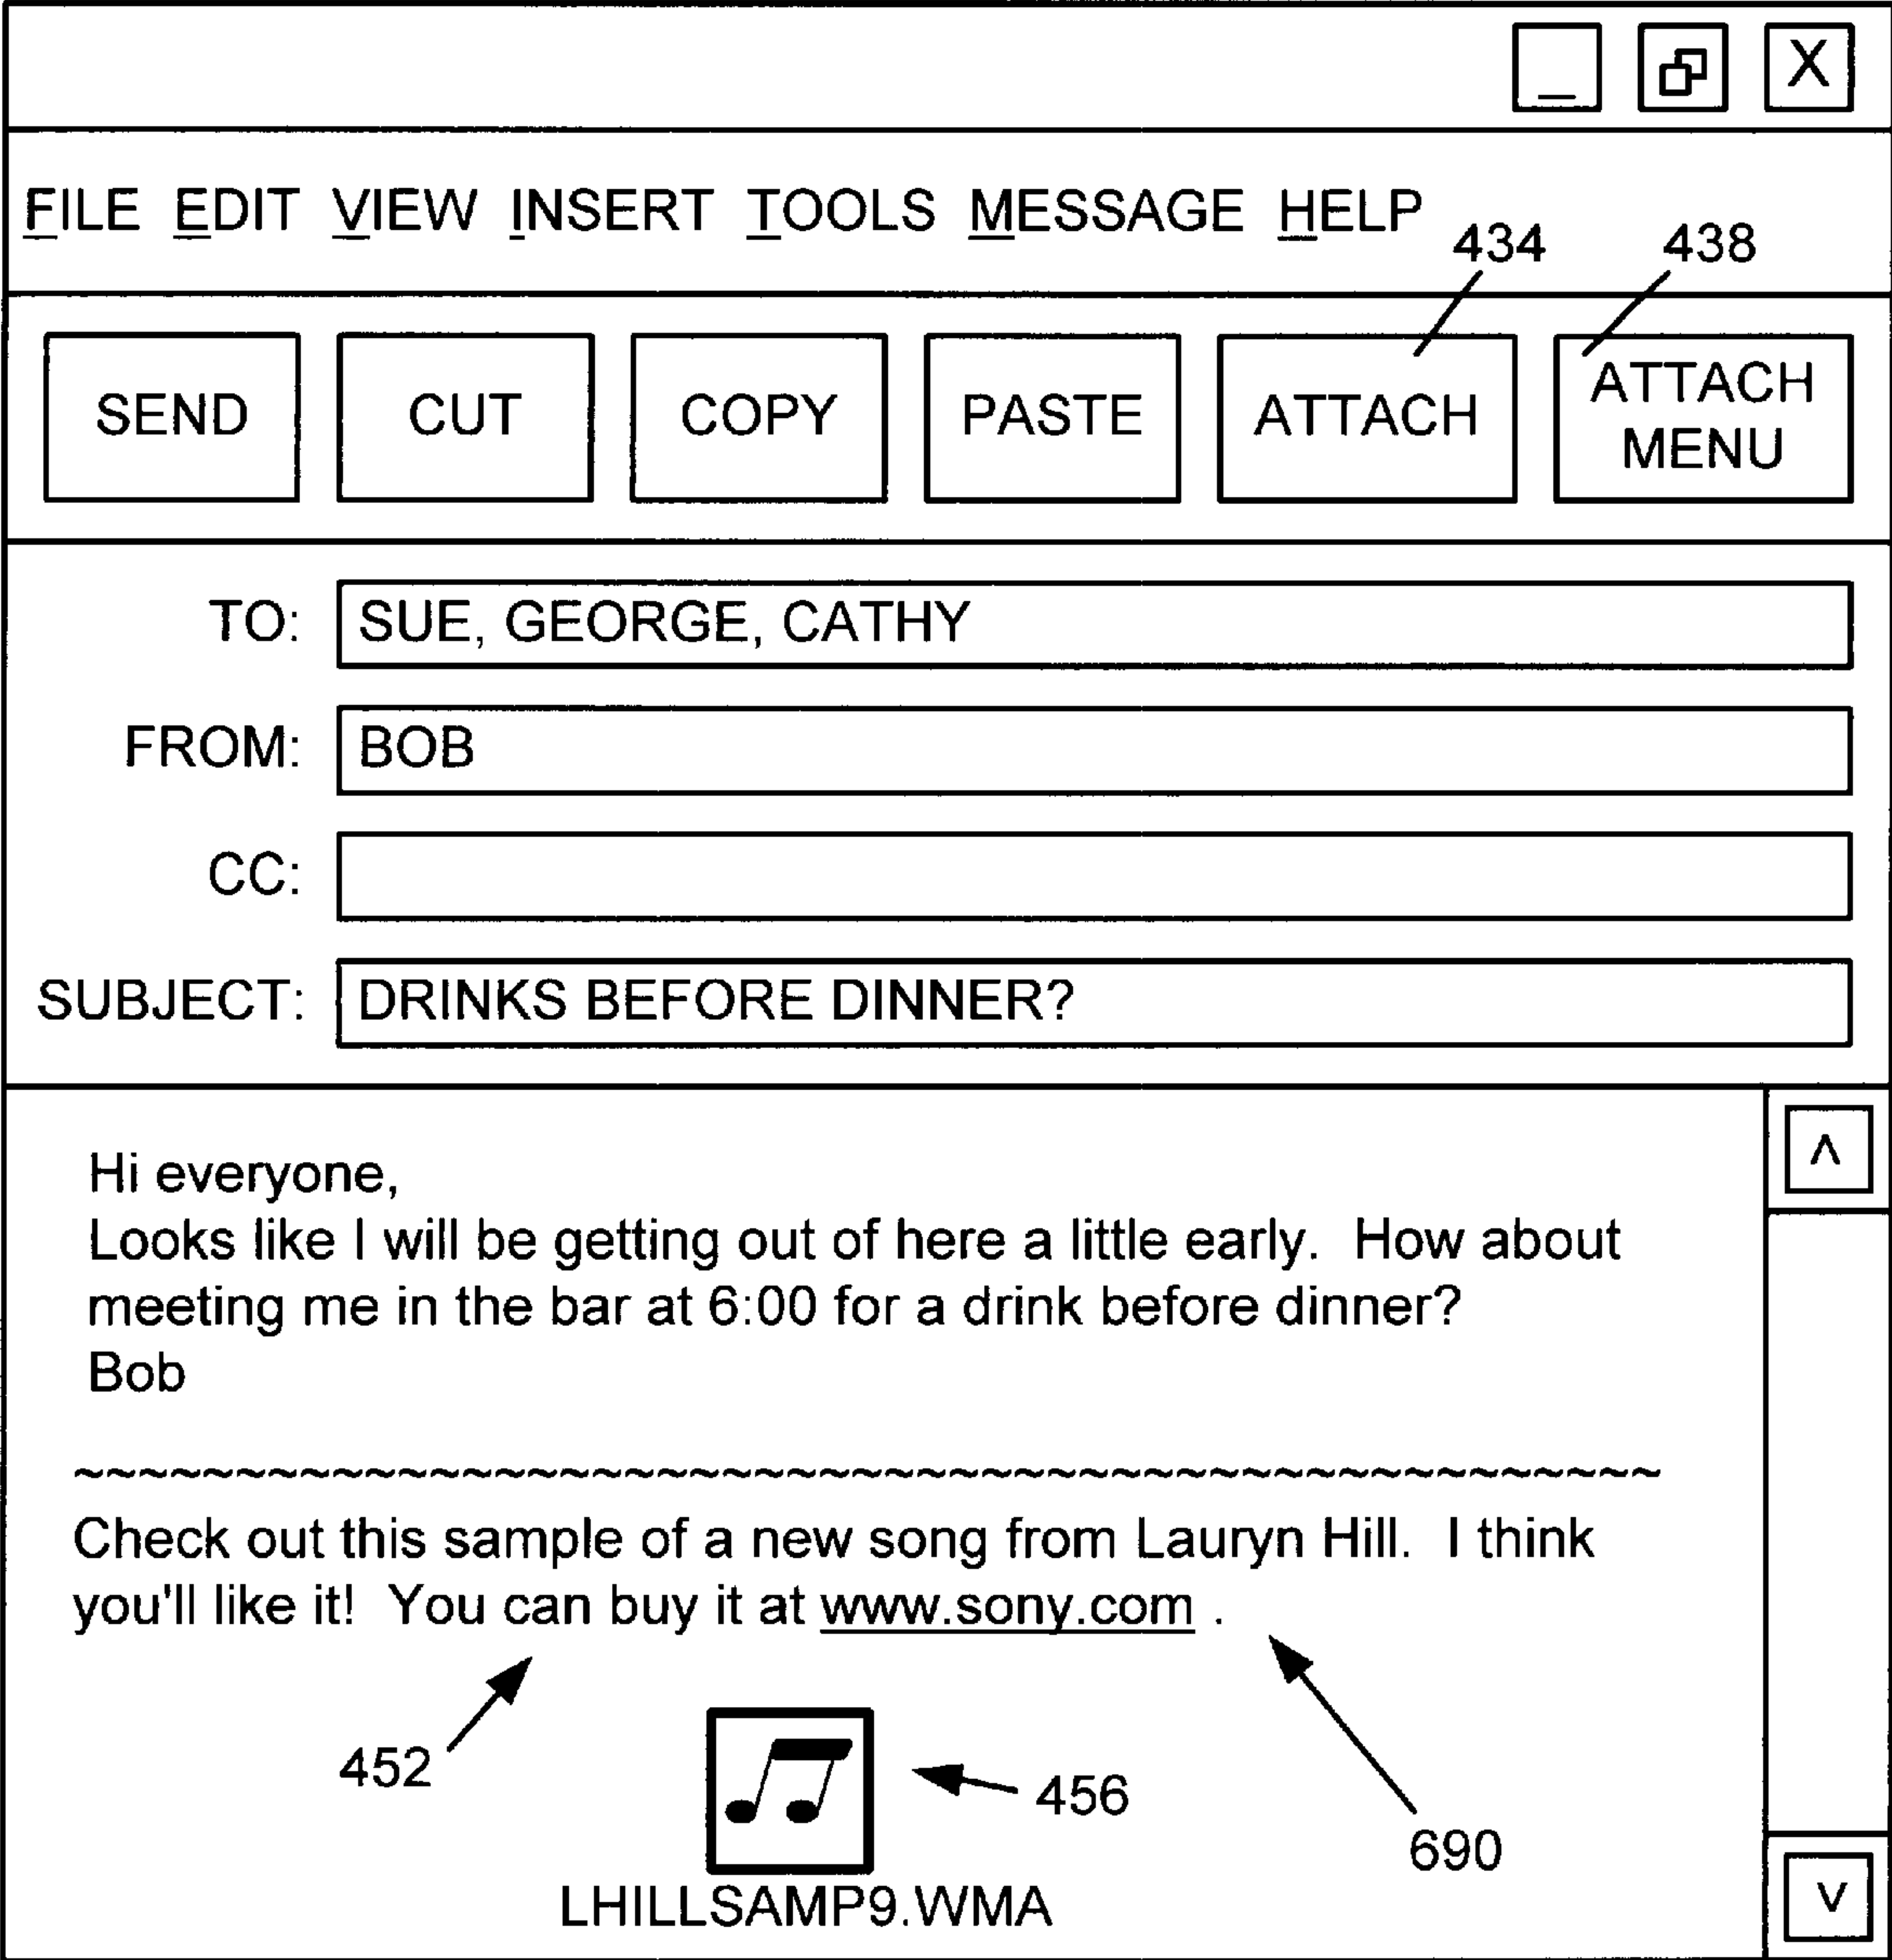 _ X
FILE EDIT VIEW INSERT TOOLS MESSAGE HELP
434 438
SEND CUT COPY PASTE ATTACH ATTACH MENU
TO: SUE, GEORGE, CATHY
FROM: BOB
CC:
SUBJECT: DRINKS BEFORE DINNER?
Hi everyone,
Looks like I will be getting out of here a little early. How about
meeting me in the bar at 6:00 for a drink before dinner?
Bob
~~~~~~~~~~~~~~~~~~~~~~~~~~~~~~~~~~~~~~~~~~~~~~~~~
Check out this sample of a new song from Lauryn Hill. I think
you'll like it! You can buy it at www.sony.com .
452
456
690
LHILLSAMP9.WMA